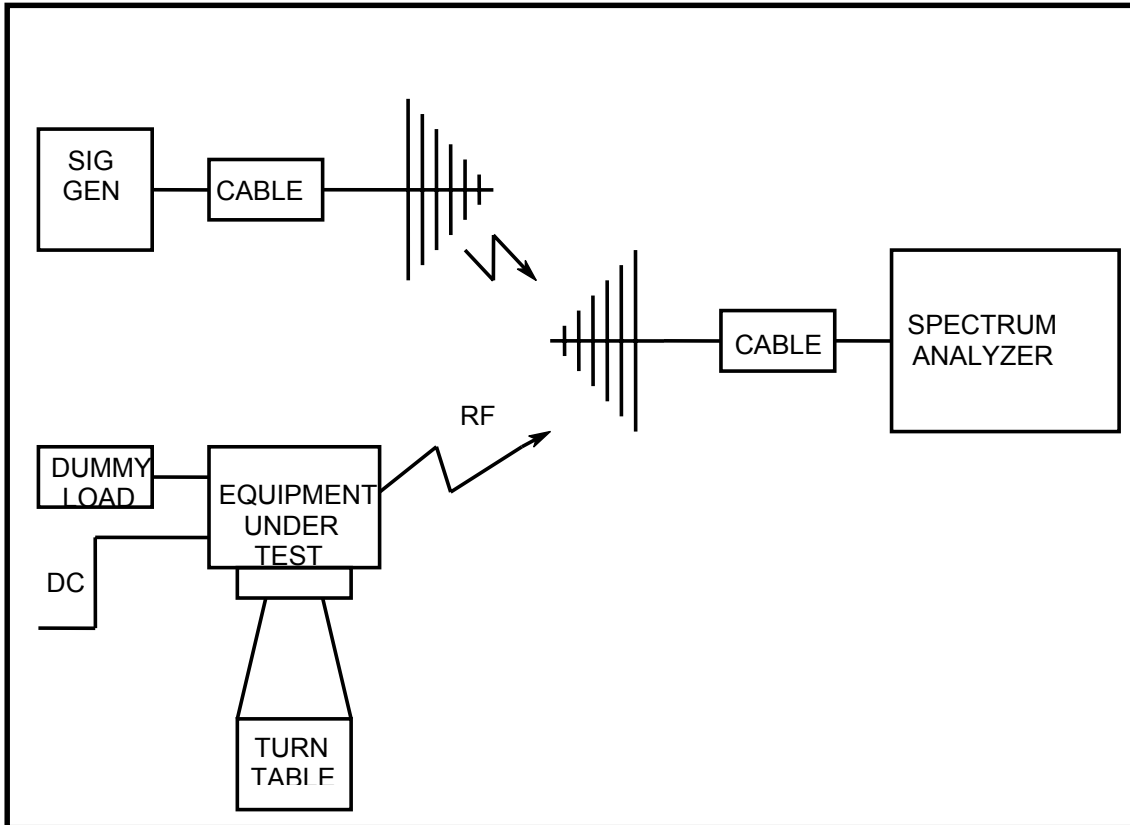 SIG
GEN
CABLE
CABLE
SPECTRUM
ANALYZER
RF
DUMMY
LOAD
EQUIPMENT
UNDER
TEST
DC
TURN
TABLE